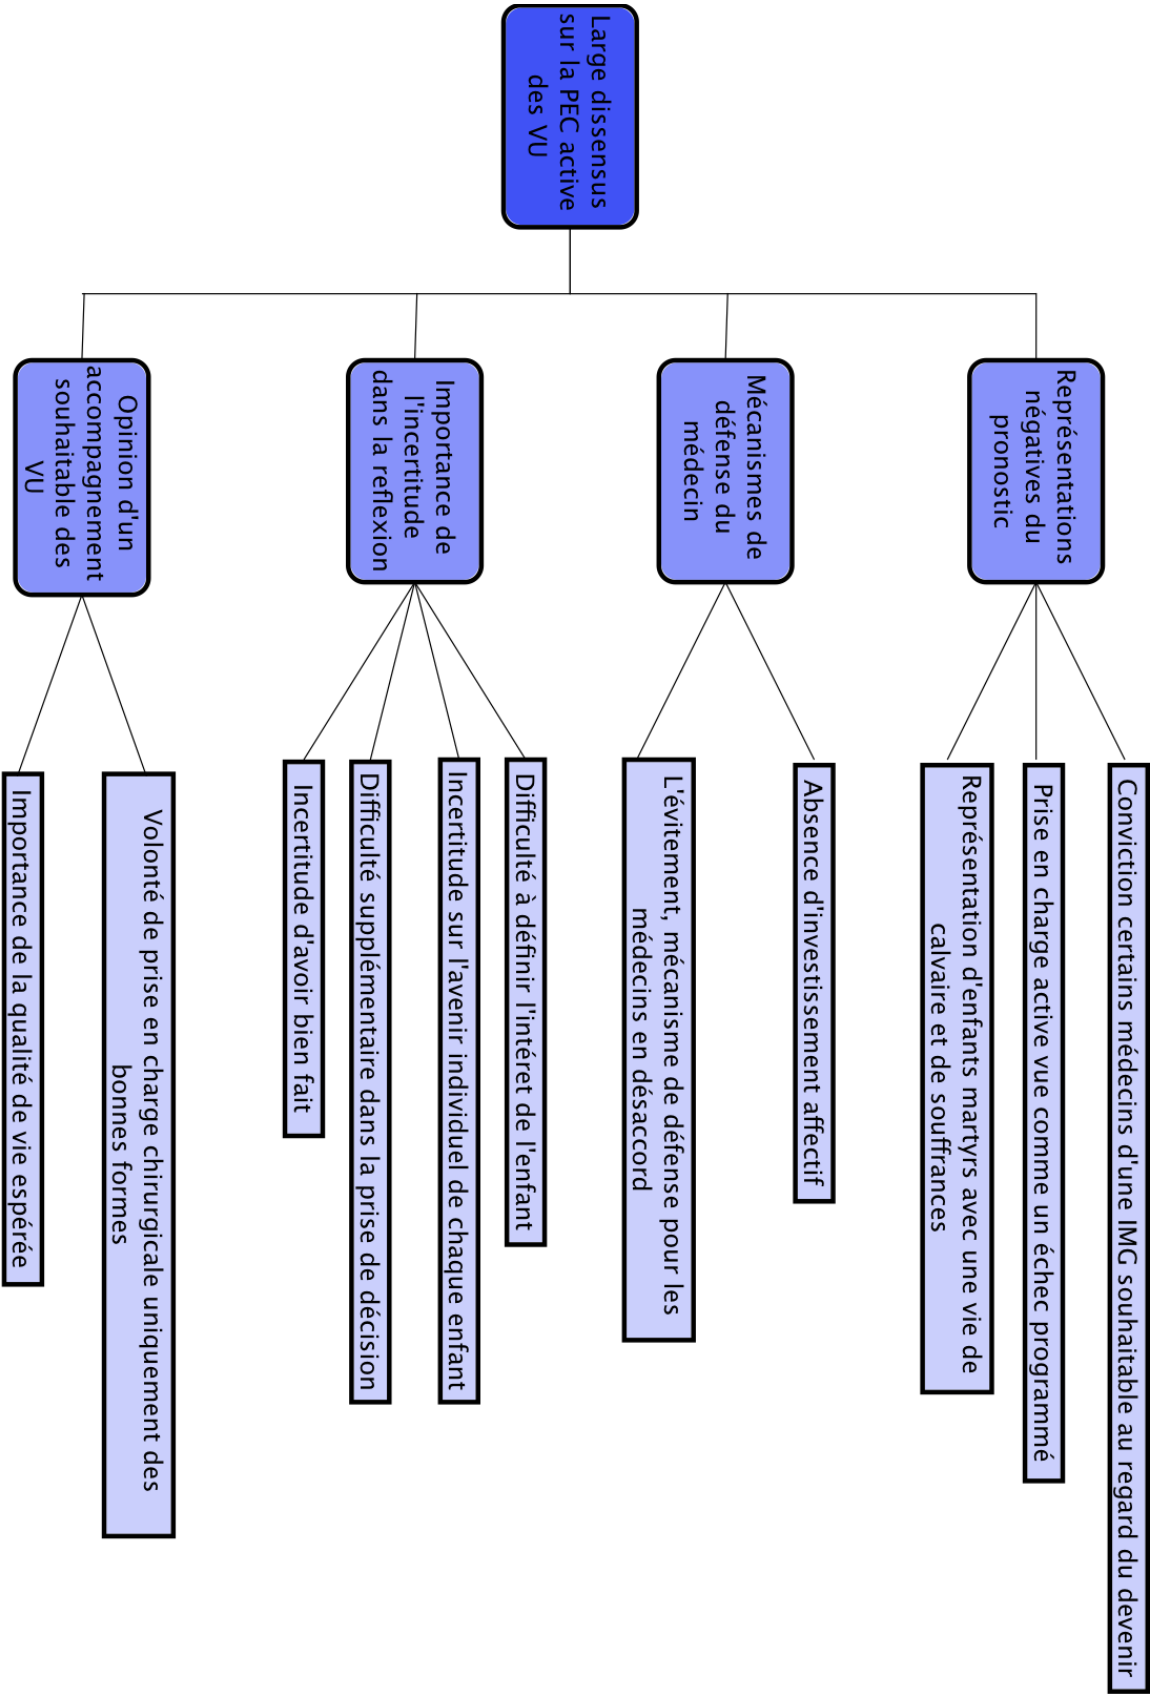 Large dissensus
sur la PEC active
des VU
Représentations
négatives du
pronostic
Conviction certains médecins d'une IMG souhaitable au regard du devenir
Prise en charge active vue comme un échec programmé
Représentation d'enfants martyrs avec une vie de
calvaire et de souffrances
Mécanismes de
défense du
médecin
Absence d'investissement affectif
L'évitement, mécanisme de défense pour les
médecins en désaccord
Importance de
l'incertitude
dans la reflexion
Difficulté à définir l'intéret de l'enfant
Incertitude sur l'avenir individuel de chaque enfant
Difficulté supplémentaire dans la prise de décision
Incertitude d'avoir bien fait
Opinion d'un
accompagnement
souhaitable des
VU
Volonté de prise en charge chirurgicale uniquement des
bonnes formes
Importance de la qualité de vie espérée